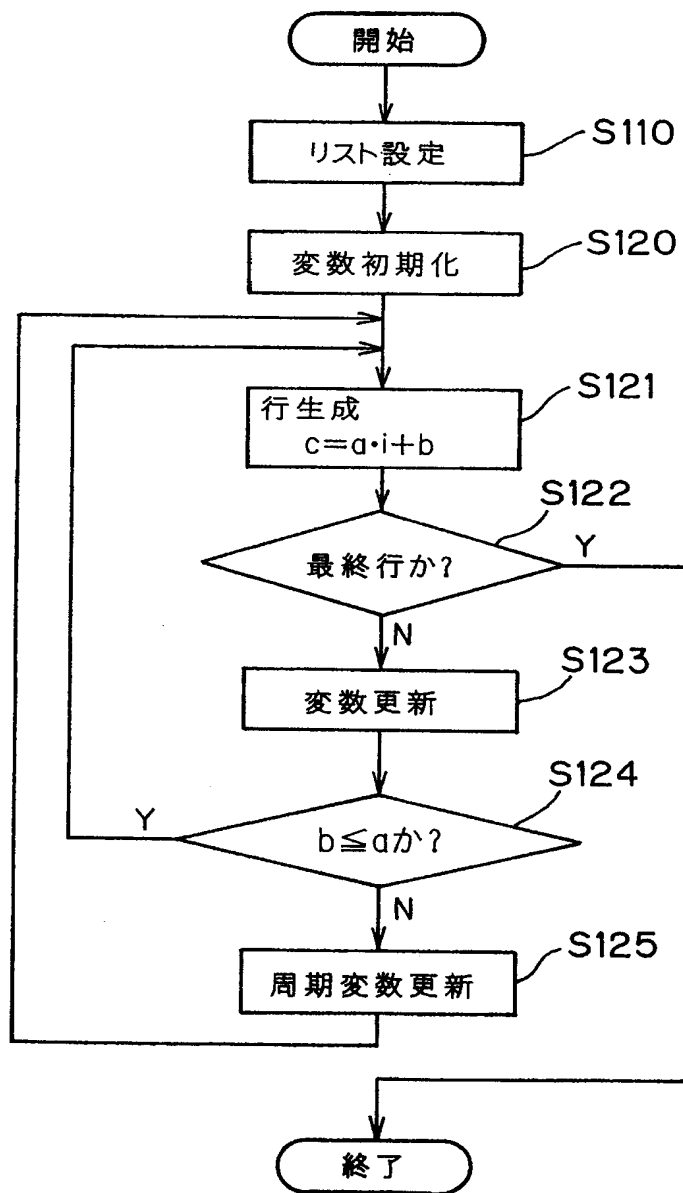 開始
リスト設定
S110
変数初期化
S120
行生成
c=a・i+b
S121
最終行か?
S122
Y
N
変数更新
S123
b≦aか?
S124
Y
N
周期変数更新
S125
終了